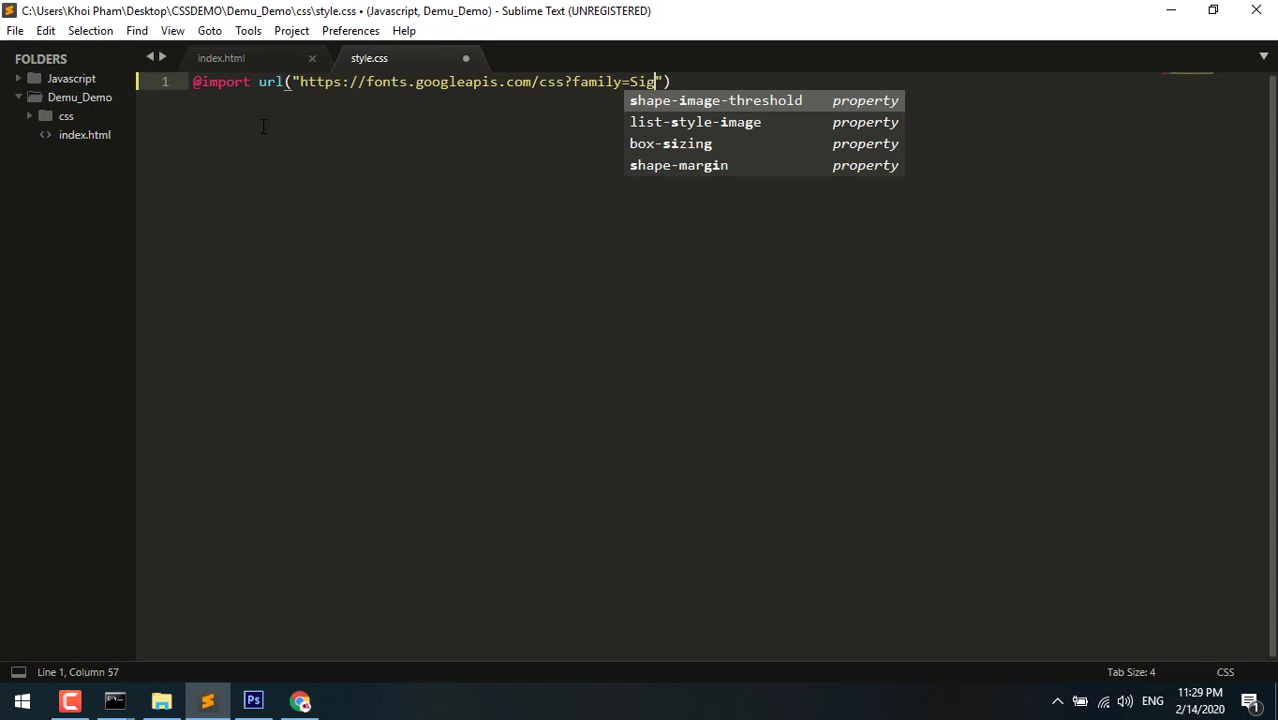 C:\Users\Khoi Pham\Desktop\CSSDEMO\Demu_Demo\css\style.css • (Javascript, Demu_Demo) - Sublime Text (UNREGISTERED)
File Edit Selection Find View Goto Tools Project Preferences Help
FOLDERS
Javascript
Demu_Demo
css
index.html
index.html
style.css
1 @import url("https://fonts.googleapis.com/css?family=Sig")
shape-image-threshold property
list-style-image property
box-sizing property
shape-margin property
Line 1, Column 57
Tab Size: 4
CSS
Ps
ENG
11:29 PM
2/14/2020
1